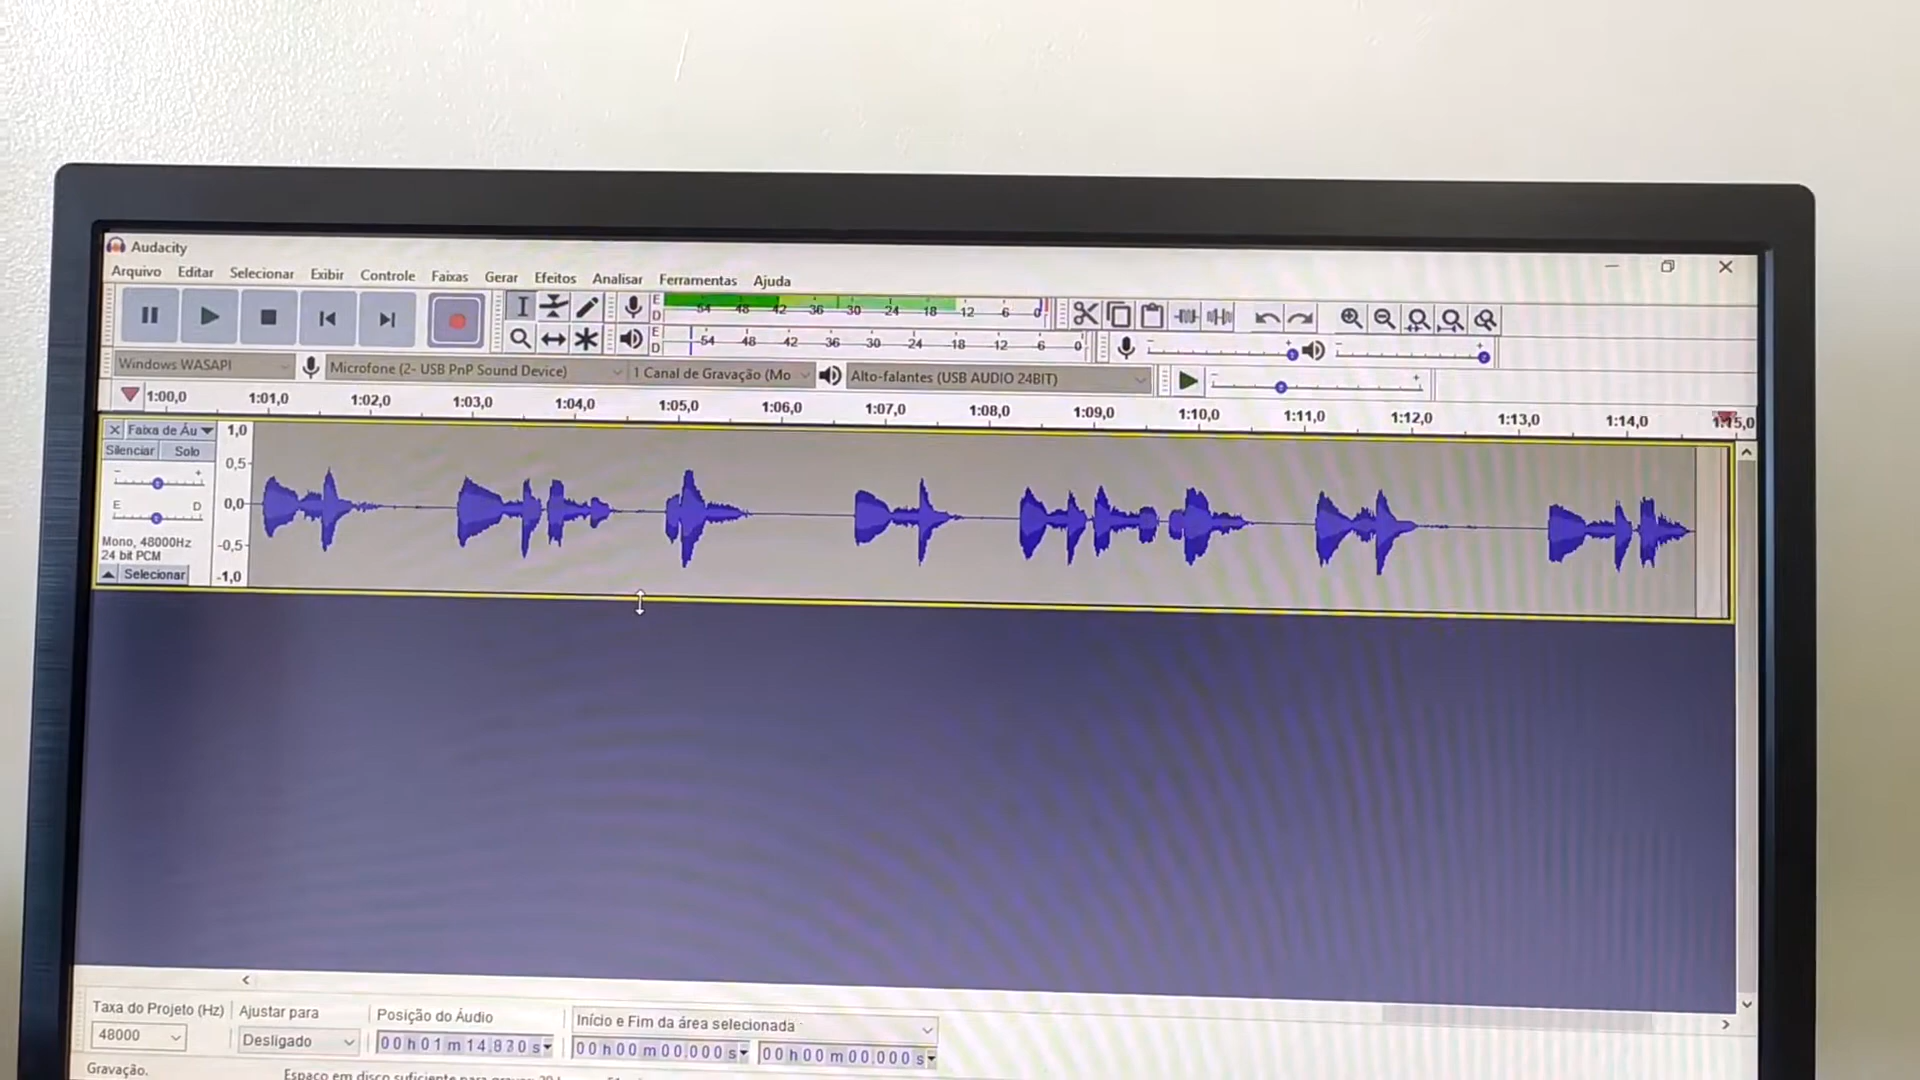 Audacity
Arquivo Editar Selecionar Exibir Controle Faixas Gerar Efeitos Analisar Ferramentas Ajuda
E D -54 -48 -42 -36 -30 -24 -18 -12 -6 0
E D -54 -48 -42 -36 -30 -24 -18 -12 -6 0
Windows WASAPI Microfone (2- USB PnP Sound Device) 1 Canal de Gravação (Mo Alto-falantes (USB AUDIO 24BIT)
1:00,0 1:01,0 1:02,0 1:03,0 1:04,0 1:05,0 1:06,0 1:07,0 1:08,0 1:09,0 1:10,0 1:11,0 1:12,0 1:13,0 1:14,0 1:15,0
Faixa de Áu 1,0
Silenciar Solo
0,5
E D 0,0
Mono, 48000Hz -0,5
24 bit PCM
Selecionar -1,0
Taxa do Projeto (Hz) Ajustar para Posição do Áudio Início e Fim da área selecionada
48000 Desligado 00 h 01 m 14.830 s 00 h 00 m 00.000 s 00 h 00 m 00.000 s
Gravação. Espaço em disco suficiente para gravar